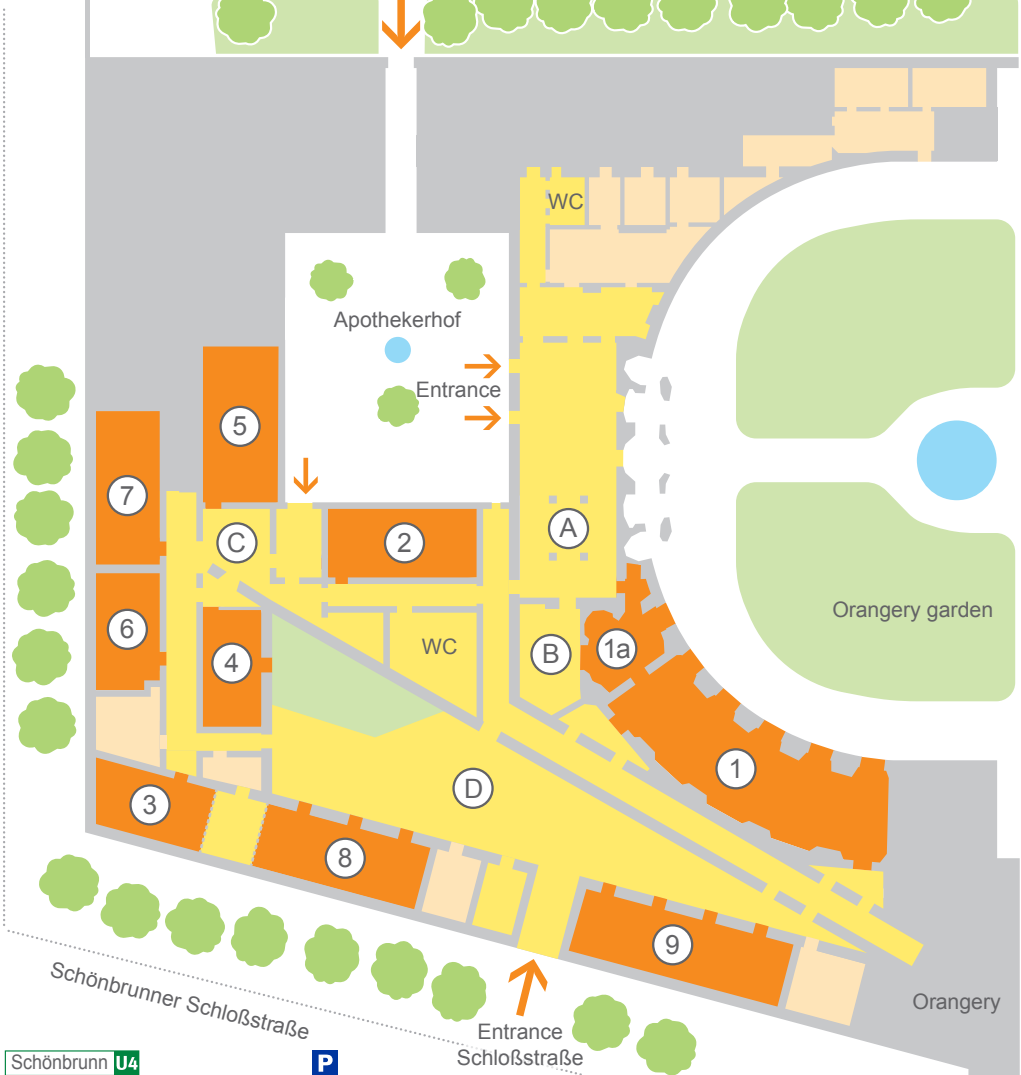 WC
Apothekerhof
Entrance
5
7
A
C
2
Orangery garden
6
WC
1a
B
4
1
D
3
8
9
Schönbrunner Schloßstraße
Orangery
Entrance
Schloßstraße
Schönbrunn U4
P